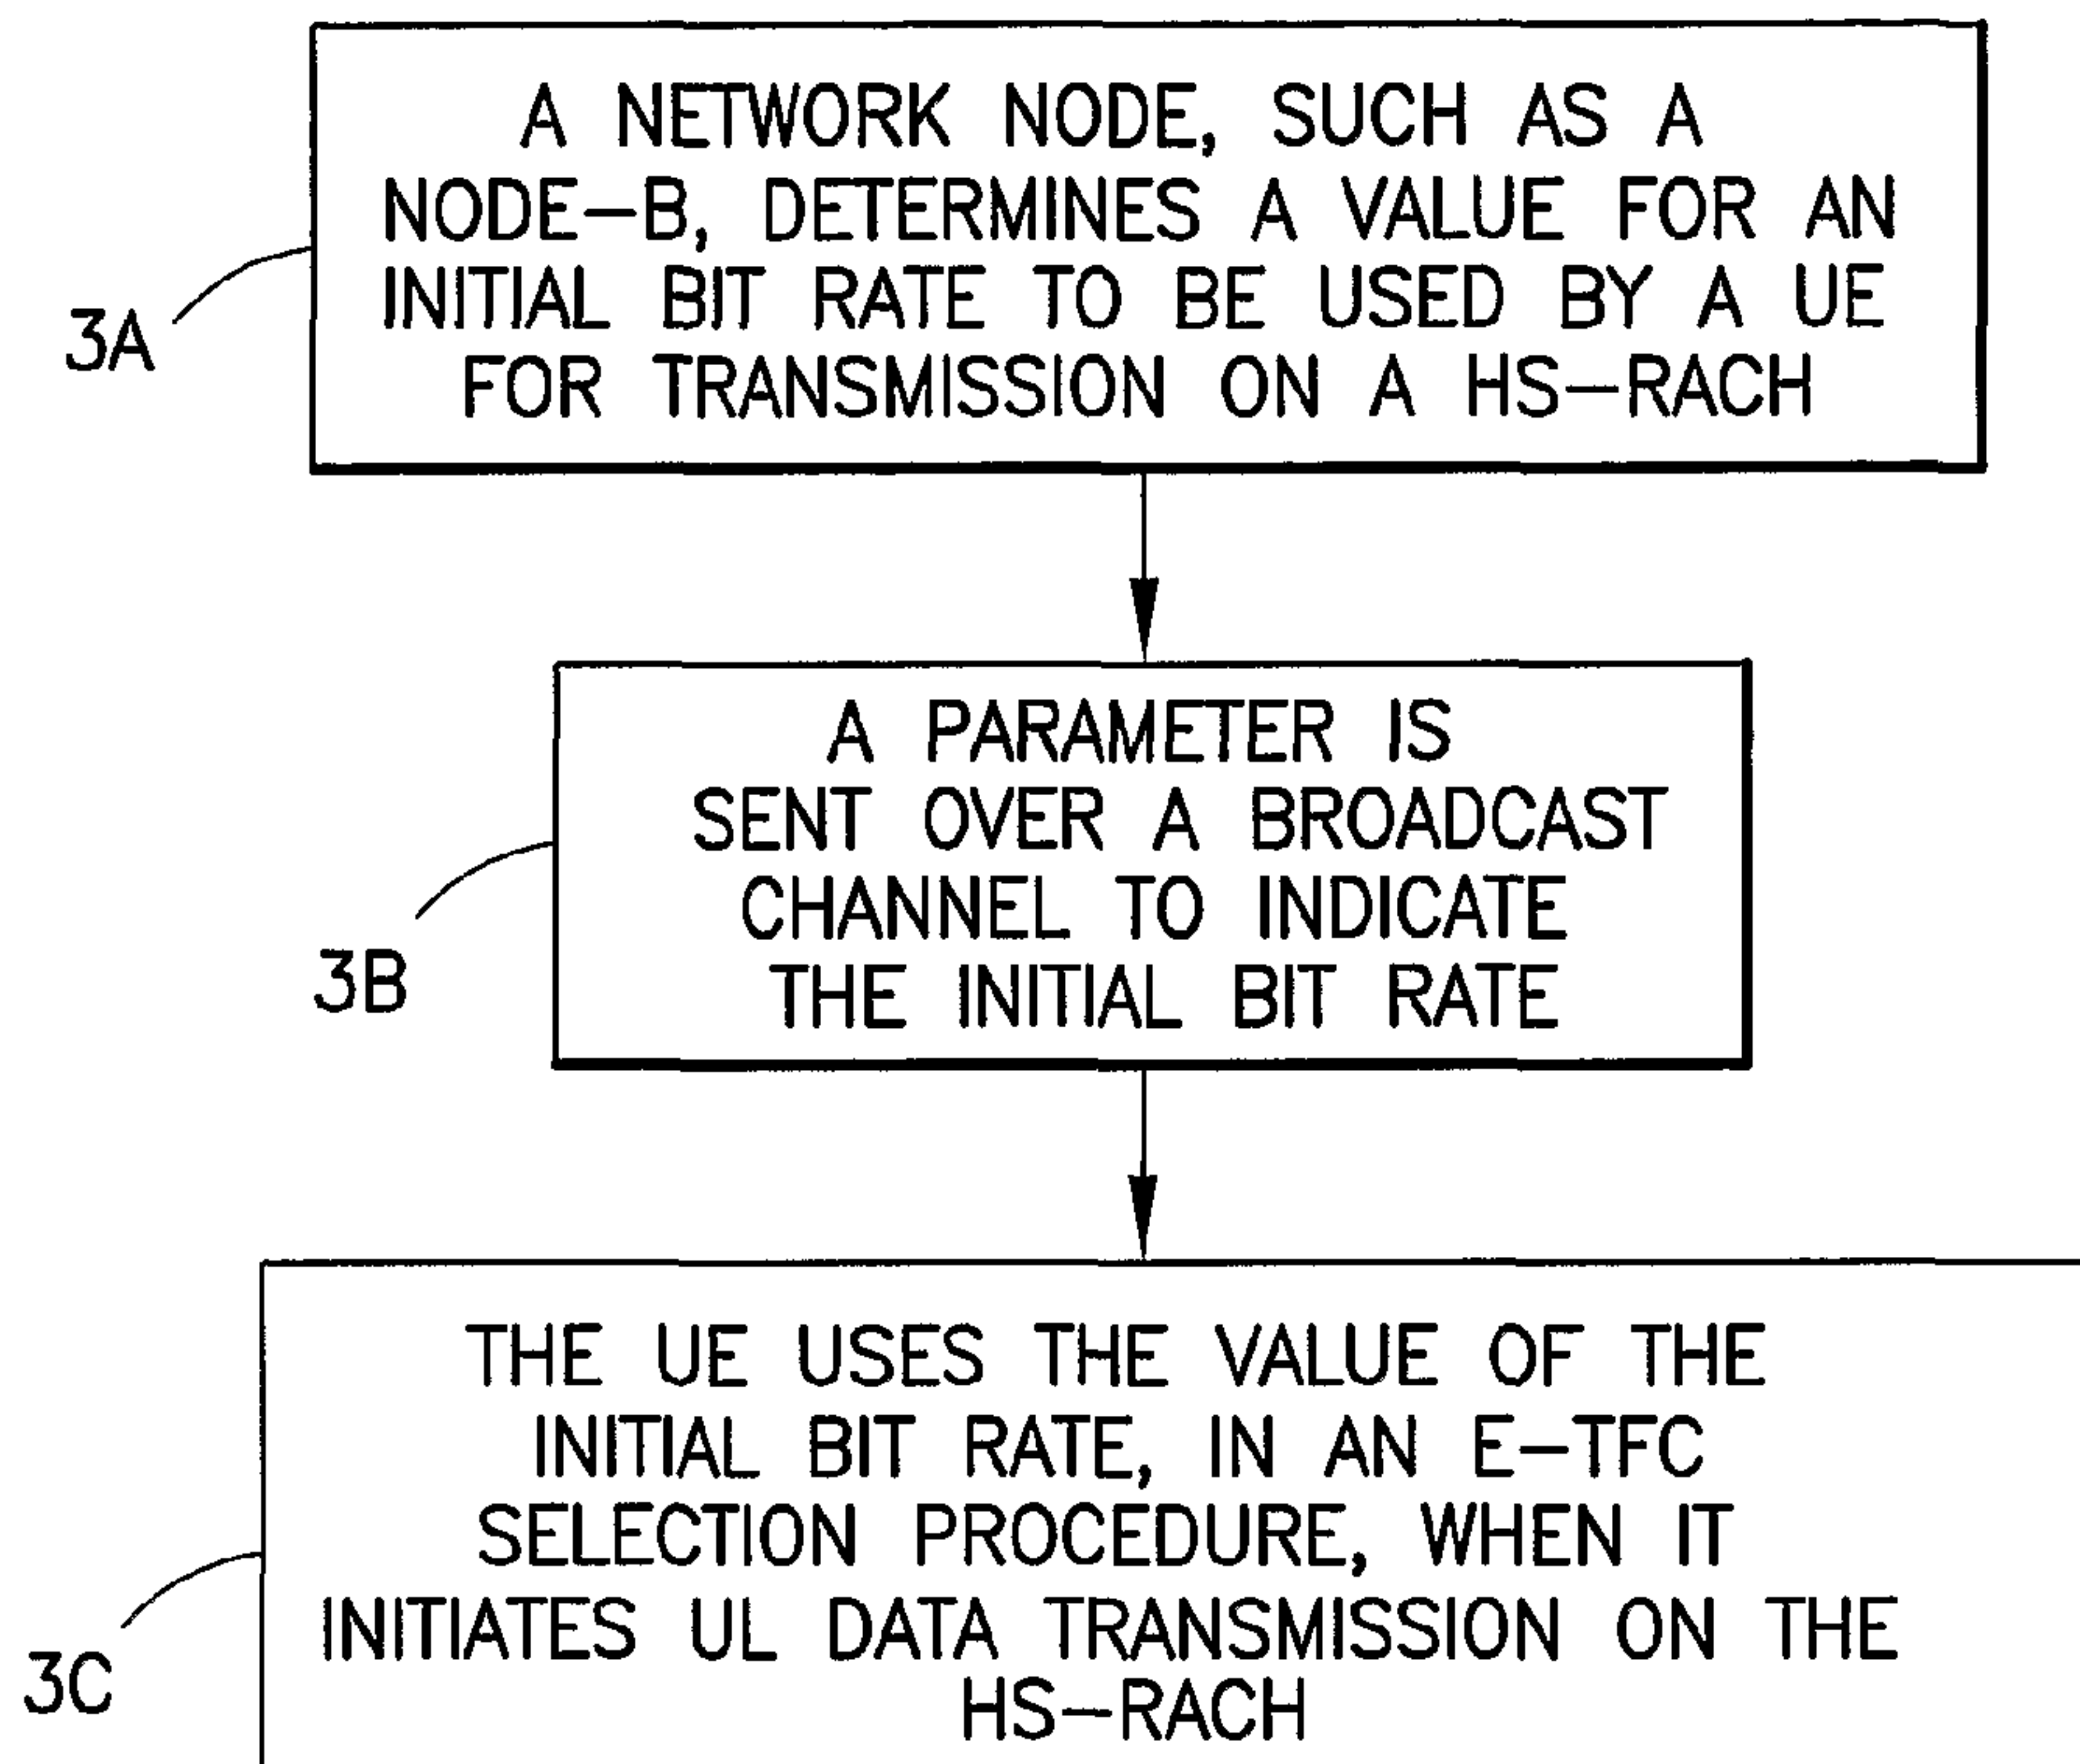 A NETWORK NODE, SUCH AS A
NODE-B, DETERMINES A VALUE FOR AN
INITIAL BIT RATE TO BE USED BY A UE
FOR TRANSMISSION ON A HS-RACH
3A
A PARAMETER IS
SENT OVER A BROADCAST
CHANNEL TO INDICATE
THE INITIAL BIT RATE
3B
THE UE USES THE VALUE OF THE
INITIAL BIT RATE, IN AN E-TFC
SELECTION PROCEDURE, WHEN IT
INITIATES UL DATA TRANSMISSION ON THE
HS-RACH
3C